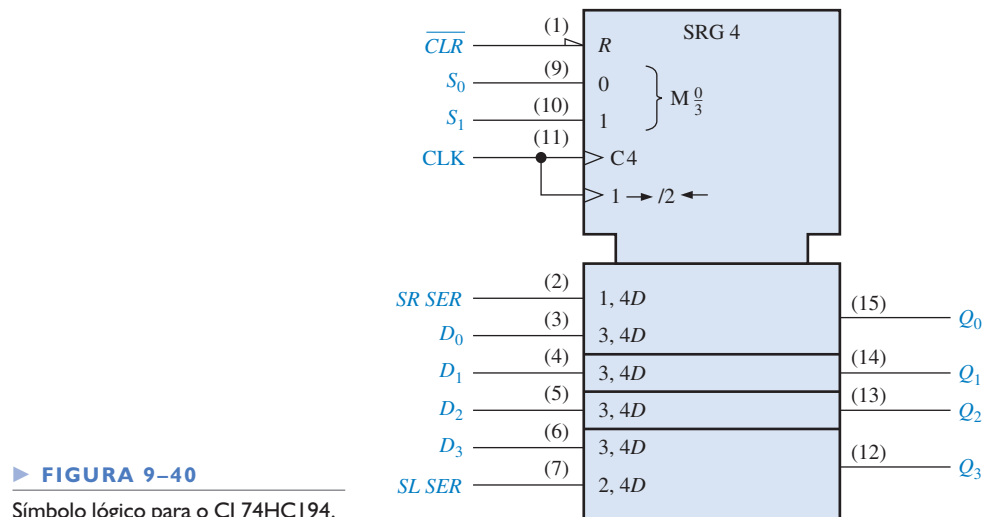 SRG 4
(1)
CLR
R
(9)
S0
0
M 0/3
(10)
S1
1
(11)
CLK
C4
1 → /2 ←
(2)
SR SER
1, 4D
(15)
Q0
(3)
D0
3, 4D
(4)
D1
3, 4D
(14)
Q1
(5)
D2
3, 4D
(13)
Q2
(6)
D3
3, 4D
(12)
Q3
(7)
SL SER
2, 4D
▶ FIGURA 9–40
Símbolo lógico para o CI 74HC194.